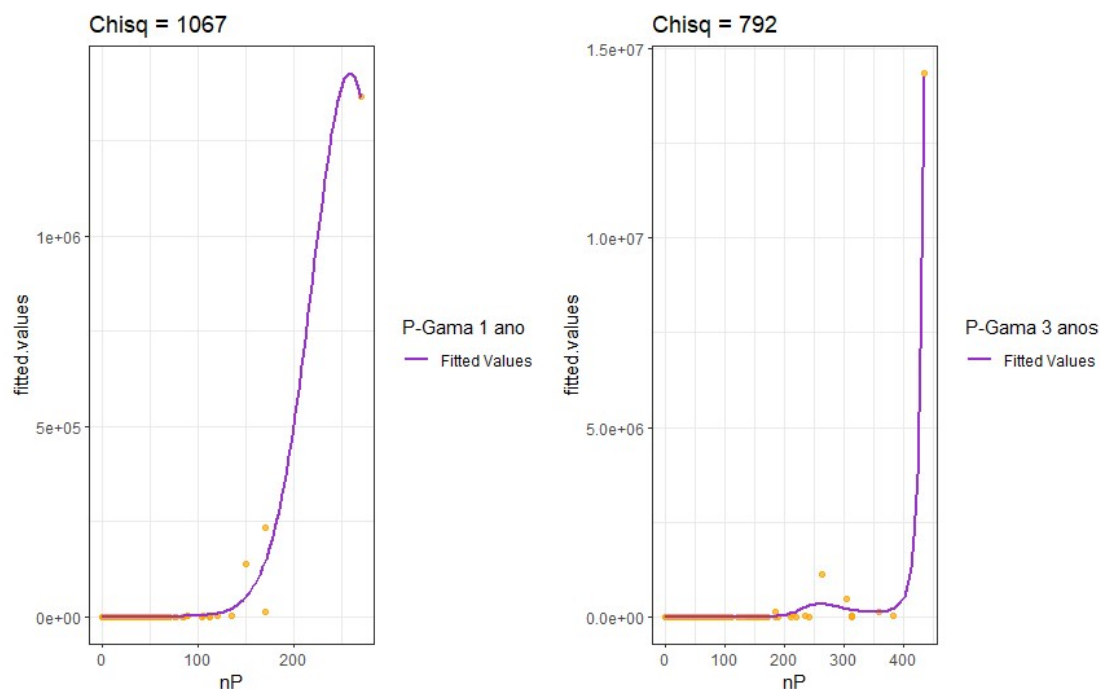 Chisq = 1067
fitted.values
1e+06
5e+05
0e+00
0
100
200
nP
P-Gama 1 ano
Fitted Values
Chisq = 792
fitted.values
1.5e+07
1.0e+07
5.0e+06
0.0e+00
0
100
200
300
400
nP
P-Gama 3 anos
Fitted Values